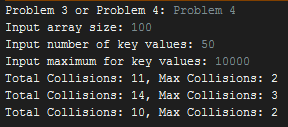 Problem 3 or Problem 4: Problem 4
Input array size: 100
Input number of key values: 50
Input maximum for key values: 10000
Total Collisions: 11, Max Collisions: 2
Total Collisions: 14, Max Collisions: 3
Total Collisions: 10, Max Collisions: 2